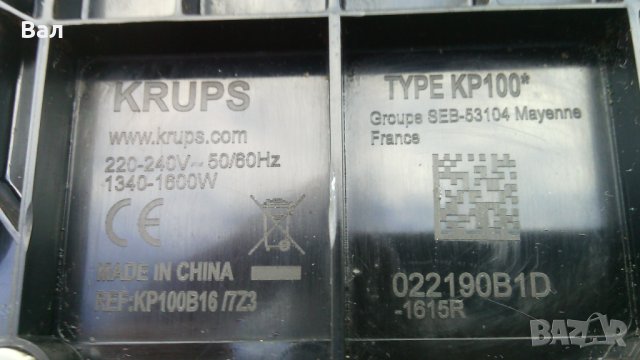 Вал
KRUPS
www.krups.com
220-240V~ 50/60Hz
1340-1600W
CE
MADE IN CHINA
REF:KP100B16 /7Z3
TYPE KP100*
Groupe SEB-53104 Mayenne
France
022190B1D
-1615R
BAZAR